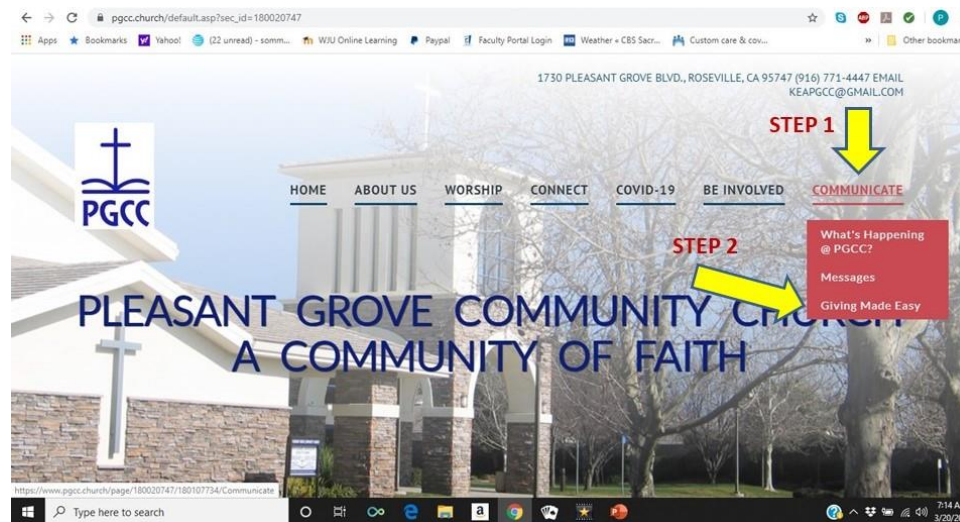 pgcc.church/default.asp?sec_id=180020747
Apps Bookmarks Yahoo! (22 unread) - somm... WJU Online Learning Paypal Faculty Portal Login Weather « CBS Sacr... Custom care & cov... » Other bookmar
1730 PLEASANT GROVE BLVD., ROSEVILLE, CA 95747 (916) 771-4447 EMAIL
KEAPGCC@GMAIL.COM
STEP 1
PGCC
HOME ABOUT US WORSHIP CONNECT COVID-19 BE INVOLVED COMMUNICATE
What's Happening
@ PGCC?
STEP 2
Messages
Giving Made Easy
PLEASANT GROVE COMMUNITY CHURCH
A COMMUNITY OF FAITH
https://www.pgcc.church/page/180020747/180107734/Communicate
Type here to search
7:14 A
3/20/20